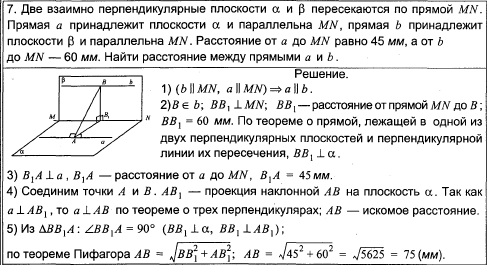 7. Две взаимно перпендикулярные плоскости α и β пересекаются по прямой MN.
Прямая a принадлежит плоскости α и параллельна MN, прямая b принадлежит
плоскости β и параллельна MN. Расстояние от a до MN равно 45 мм, а от b
до MN — 60 мм. Найти расстояние между прямыми a и b.
Решение.
β
B
b
M
B₁
N
A
a
α
1) (b ∥ MN, a ∥ MN) ⇒ a ∥ b.
2) B ∈ b; BB₁ ⊥ MN; BB₁ — расстояние от прямой MN до B;
BB₁ = 60 мм. По теореме о прямой, лежащей в одной из
двух перпендикулярных плоскостей и перпендикулярной
линии их пересечения, BB₁ ⊥ α.
3) B₁A ⊥ a, B₁A — расстояние от a до MN, B₁A = 45 мм.
4) Соединим точки A и B. AB₁ — проекция наклонной AB на плоскость α. Так как
a ⊥ AB₁, то a ⊥ AB по теореме о трех перпендикулярах; AB — искомое расстояние.
5) Из ΔBB₁A: ∠BB₁A = 90° (BB₁ ⊥ α, BB₁ ⊥ AB₁);
по теореме Пифагора AB = √(BB₁² + AB₁²); AB = √(45² + 60²) = √5625 = 75 (мм).